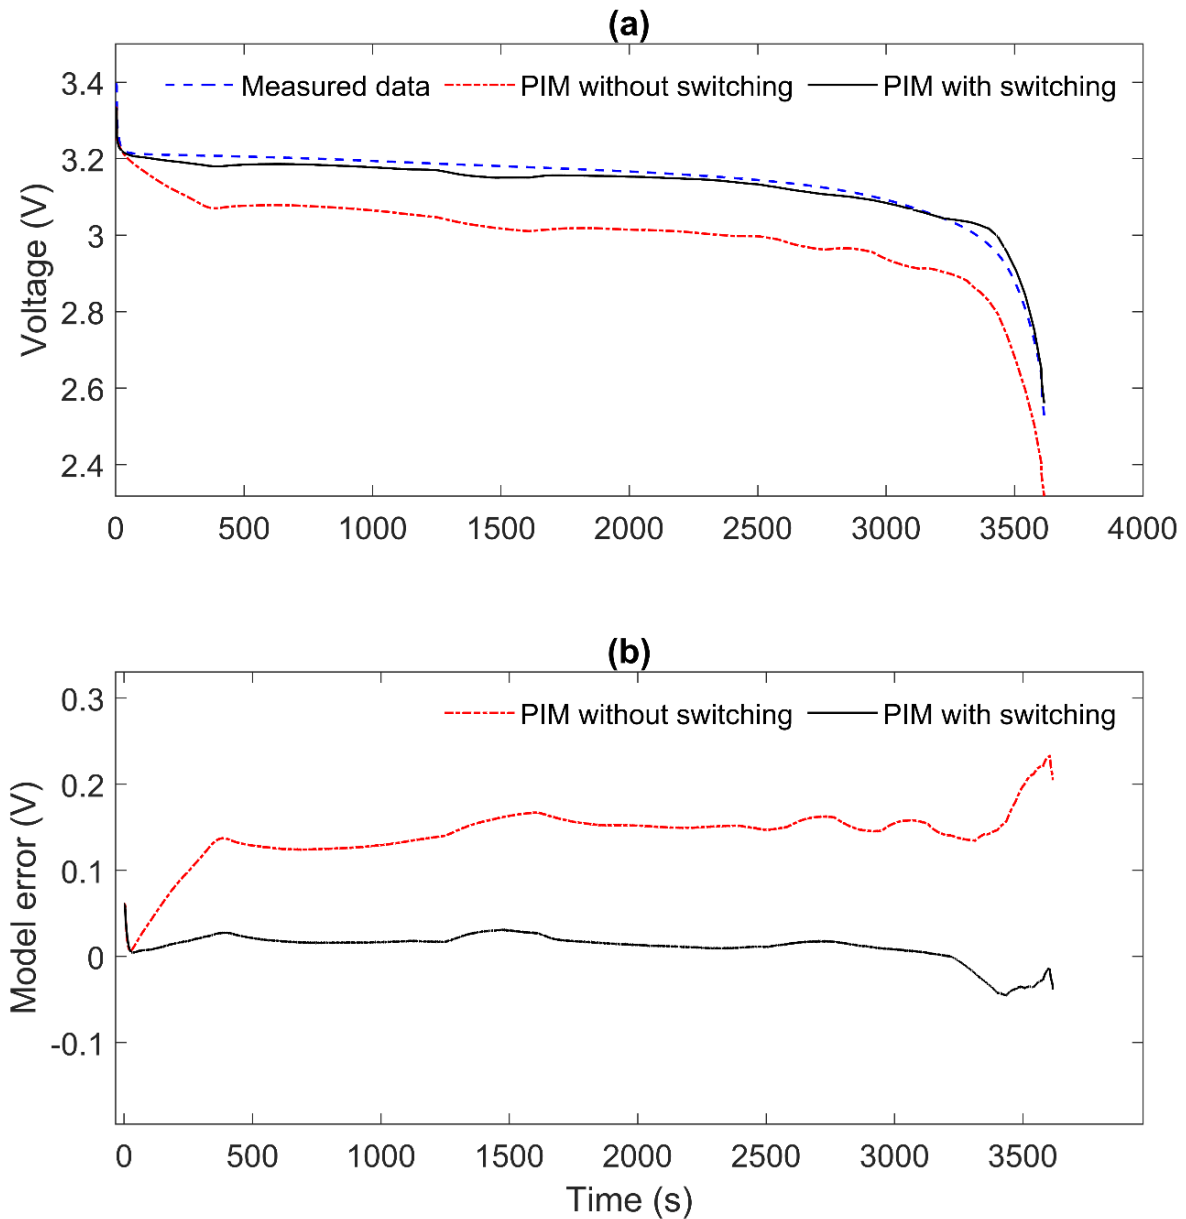 (a)
Measured data PIM without switching PIM with switching
3.4
3.2
3
2.8
2.6
2.4
Voltage (V)
0 500 1000 1500 2000 2500 3000 3500 4000
(b)
PIM without switching PIM with switching
0.3
0.2
0.1
0
-0.1
Model error (V)
0 500 1000 1500 2000 2500 3000 3500
Time (s)